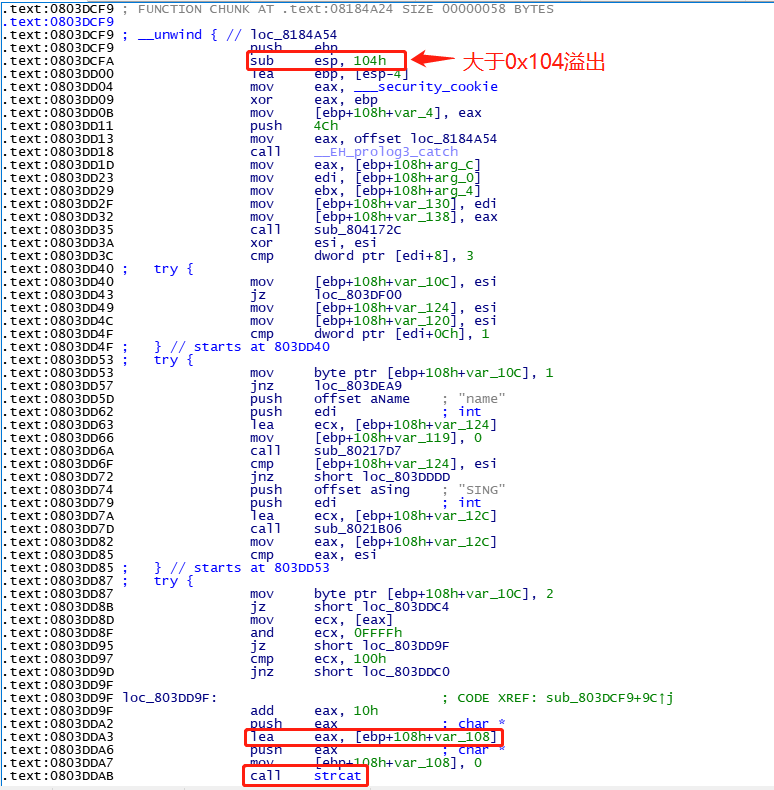 .text:0803DCF9 ; FUNCTION CHUNK AT .text:08184A24 SIZE 00000058 BYTES
.text:0803DCF9
.text:0803DCF9 ; __unwind { // loc_8184A54
.text:0803DCF9 push ebp
.text:0803DCFA sub esp, 104h 大于0x104溢出
.text:0803DD00 lea ebp, [esp-4]
.text:0803DD04 mov eax, ___security_cookie
.text:0803DD09 xor eax, ebp
.text:0803DD0B mov [ebp+108h+var_4], eax
.text:0803DD11 push 4Ch
.text:0803DD13 mov eax, offset loc_8184A54
.text:0803DD18 call __EH_prolog3_catch
.text:0803DD1D mov eax, [ebp+108h+arg_C]
.text:0803DD23 mov edi, [ebp+108h+arg_0]
.text:0803DD29 mov ebx, [ebp+108h+arg_4]
.text:0803DD2F mov [ebp+108h+var_130], edi
.text:0803DD32 mov [ebp+108h+var_138], eax
.text:0803DD35 call sub_804172C
.text:0803DD3A xor esi, esi
.text:0803DD3C cmp dword ptr [edi+8], 3
.text:0803DD40 ; try {
.text:0803DD40 mov [ebp+108h+var_10C], esi
.text:0803DD43 jz loc_803DF00
.text:0803DD49 mov [ebp+108h+var_124], esi
.text:0803DD4C mov [ebp+108h+var_120], esi
.text:0803DD4F cmp dword ptr [edi+0Ch], 1
.text:0803DD4F ; } // starts at 803DD40
.text:0803DD53 ; try {
.text:0803DD53 mov byte ptr [ebp+108h+var_10C], 1
.text:0803DD57 jnz loc_803DEA9
.text:0803DD5D push offset aName ; "name"
.text:0803DD62 push edi ; int
.text:0803DD63 lea ecx, [ebp+108h+var_124]
.text:0803DD66 mov [ebp+108h+var_119], 0
.text:0803DD6A call sub_80217D7
.text:0803DD6F cmp [ebp+108h+var_124], esi
.text:0803DD72 jnz short loc_803DDDD
.text:0803DD74 push offset aSing ; "SING"
.text:0803DD79 push edi ; int
.text:0803DD7A lea ecx, [ebp+108h+var_12C]
.text:0803DD7D call sub_8021B06
.text:0803DD82 mov eax, [ebp+108h+var_12C]
.text:0803DD85 cmp eax, esi
.text:0803DD85 ; } // starts at 803DD53
.text:0803DD87 ; try {
.text:0803DD87 mov byte ptr [ebp+108h+var_10C], 2
.text:0803DD8B jz short loc_803DDC4
.text:0803DD8D mov ecx, [eax]
.text:0803DD8F and ecx, 0FFFFh
.text:0803DD95 jz short loc_803DD9F
.text:0803DD97 cmp ecx, 100h
.text:0803DD9D jnz short loc_803DDC0
.text:0803DD9F
.text:0803DD9F loc_803DD9F: ; CODE XREF: sub_803DCF9+9C↑j
.text:0803DD9F add eax, 10h
.text:0803DDA2 push eax ; char *
.text:0803DDA3 lea eax, [ebp+108h+var_108]
.text:0803DDA6 push eax ; char *
.text:0803DDA7 mov [ebp+108h+var_108], 0
.text:0803DDAB call strcat